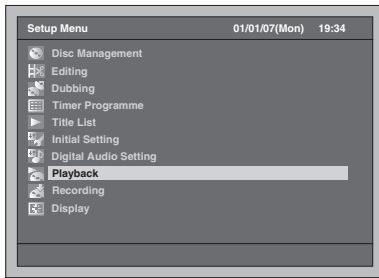 Setup Menu 01/01/07(Mon) 19:34
Disc Management
Editing
Dubbing
Timer Programme
Title List
Initial Setting
Digital Audio Setting
Playback
Recording
Display